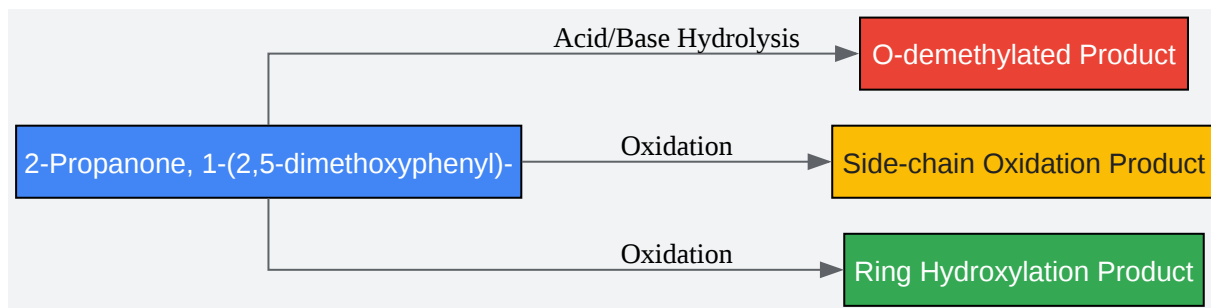 Acid/Base Hydrolysis
O-demethylated Product
2-Propanone, 1-(2,5-dimethoxyphenyl)-
Oxidation
Side-chain Oxidation Product
Oxidation
Ring Hydroxylation Product